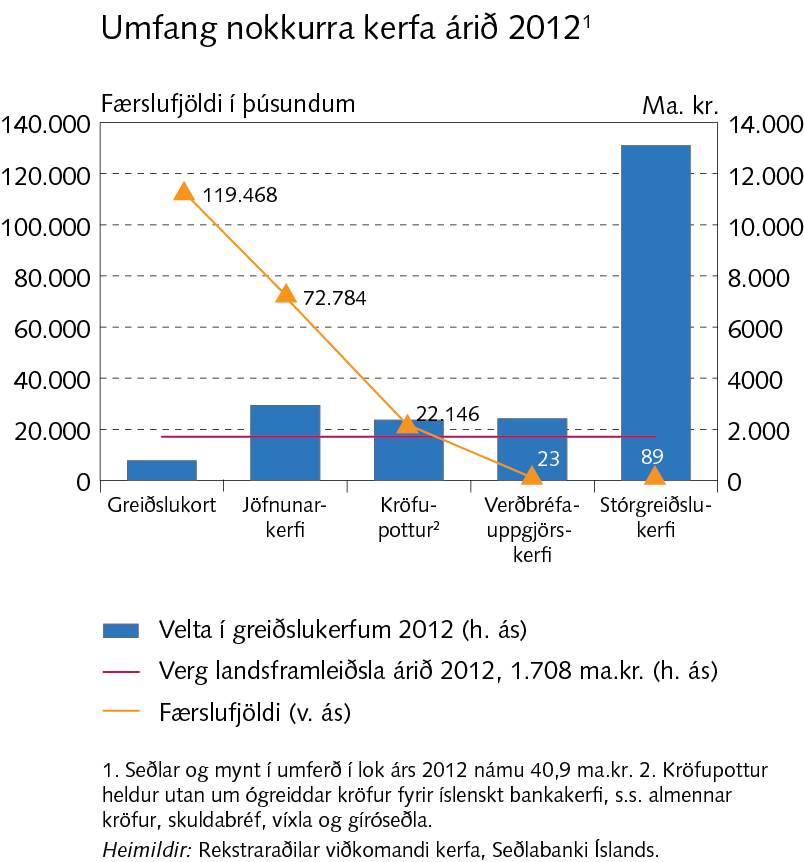 Umfang nokkurra kerfa árið 2012¹
Færslufjöldi í þúsundum
Ma. kr.
140.000
120.000
100.000
80.000
60.000
40.000
20.000
0
14.000
12.000
10.000
8.000
6000
4000
2.000
0
119.468
72.784
22.146
23
89
Greiðslukort
Jöfnunar-
kerfi
Kröfu-
pottur²
Verðbréfa-
uppgjörs-
kerfi
Stórgreiðslu-
kerfi
Velta í greiðslukerfum 2012 (h. ás)
Verg landsframleiðsla árið 2012, 1.708 ma.kr. (h. ás)
Færslufjöldi (v. ás)
1. Seðlar og mynt í umferð í lok árs 2012 námu 40,9 ma.kr. 2. Kröfupottur
heldur utan um ógreiddar kröfur fyrir íslenskt bankakerfi, s.s. almennar
kröfur, skuldabréf, víxla og gíróseðla.
Heimildir: Rekstraraðilar viðkomandi kerfa, Seðlabanki Íslands.